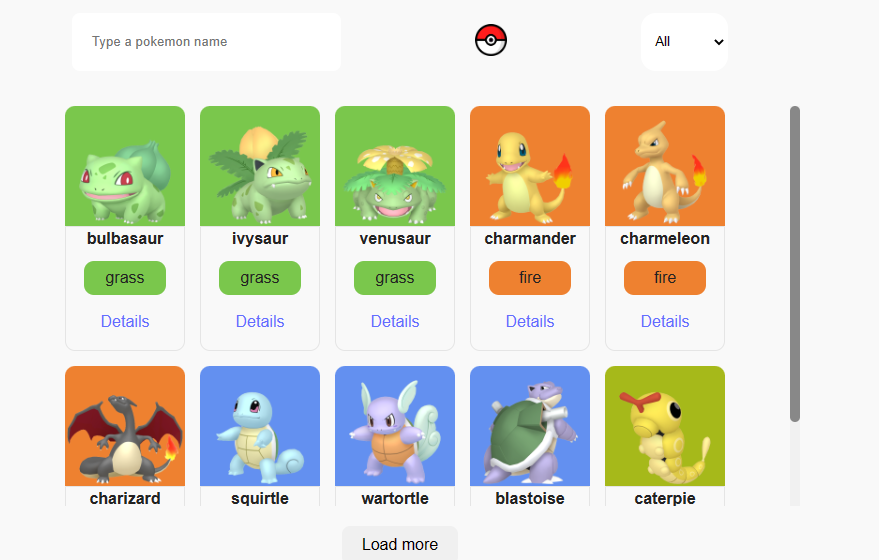 Type a pokemon name
All
bulbasaur ivysaur venusaur charmander charmeleon
grass grass grass fire fire
Details Details Details Details Details
charizard squirtle wartortle blastoise caterpie
Load more